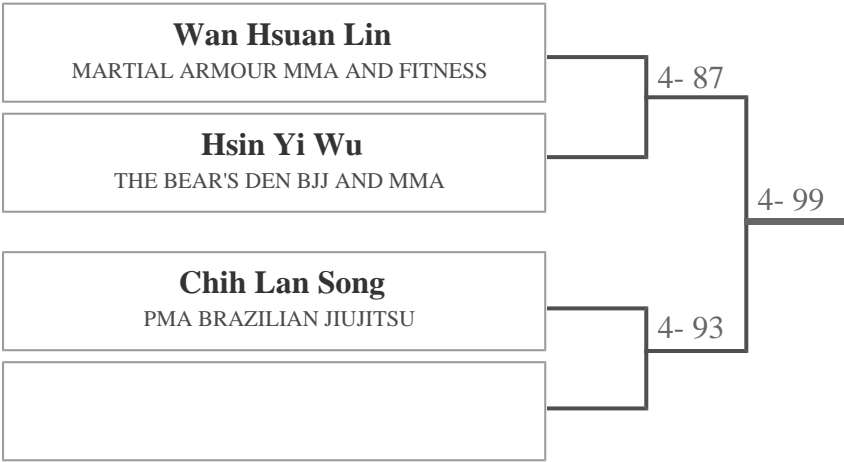 Wan Hsuan Lin
MARTIAL ARMOUR MMA AND FITNESS
4- 87
Hsin Yi Wu
THE BEAR'S DEN BJJ AND MMA
4- 99
Chih Lan Song
PMA BRAZILIAN JIUJITSU
4- 93